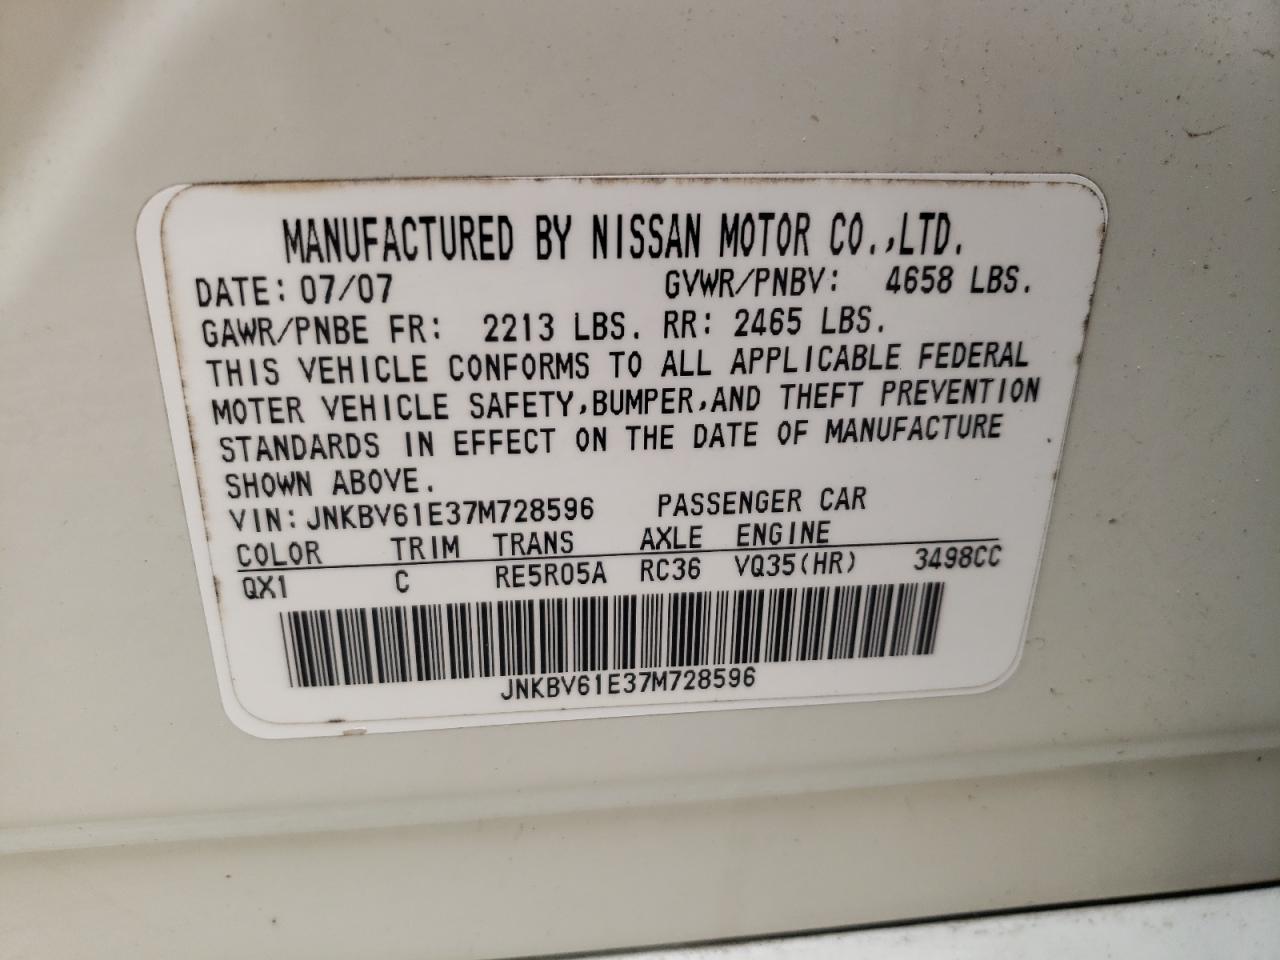 MANUFACTURED BY NISSAN MOTOR CO.,LTD.
DATE: 07/07 GVWR/PNBV: 4658 LBS.
GAWR/PNBE FR: 2213 LBS. RR: 2465 LBS.
THIS VEHICLE CONFORMS TO ALL APPLICABLE FEDERAL
MOTER VEHICLE SAFETY,BUMPER,AND THEFT PREVENTION
STANDARDS IN EFFECT ON THE DATE OF MANUFACTURE
SHOWN ABOVE.
VIN: JNKBV61E37M728596 PASSENGER CAR
COLOR TRIM TRANS AXLE ENGINE
QX1 C RE5R05A RC36 VQ35(HR) 3498CC
JNKBV61E37M728596